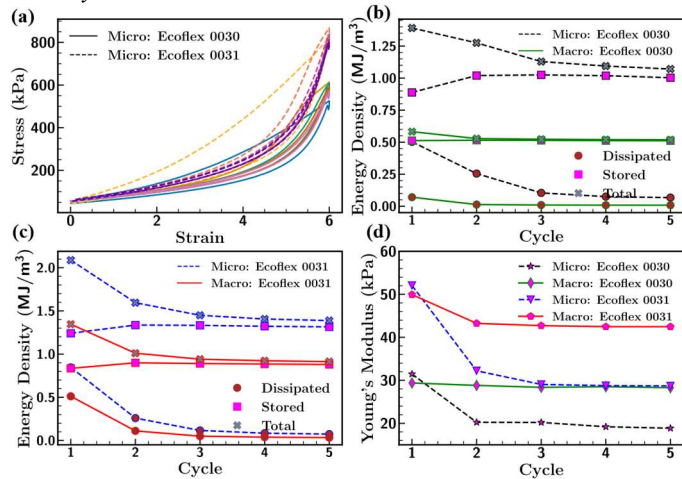 (a)
Micro: Ecoflex 0030
Micro: Ecoflex 0031
Stress (kPa)
800
600
400
200
0
1
2
3
4
5
6
Strain
(b)
Micro: Ecoflex 0030
Macro: Ecoflex 0030
Energy Density (MJ/m³)
1.25
1.00
0.75
0.50
0.25
0.00
Dissipated
Stored
Total
1
2
3
4
5
Cycle
(c)
Micro: Ecoflex 0031
Macro: Ecoflex 0031
Energy Density (MJ/m³)
2.0
1.5
1.0
0.5
0.0
Dissipated
Stored
Total
1
2
3
4
5
Cycle
(d)
Micro: Ecoflex 0030
Macro: Ecoflex 0030
Micro: Ecoflex 0031
Macro: Ecoflex 0031
Young's Modulus (kPa)
60
50
40
30
20
1
2
3
4
5
Cycle